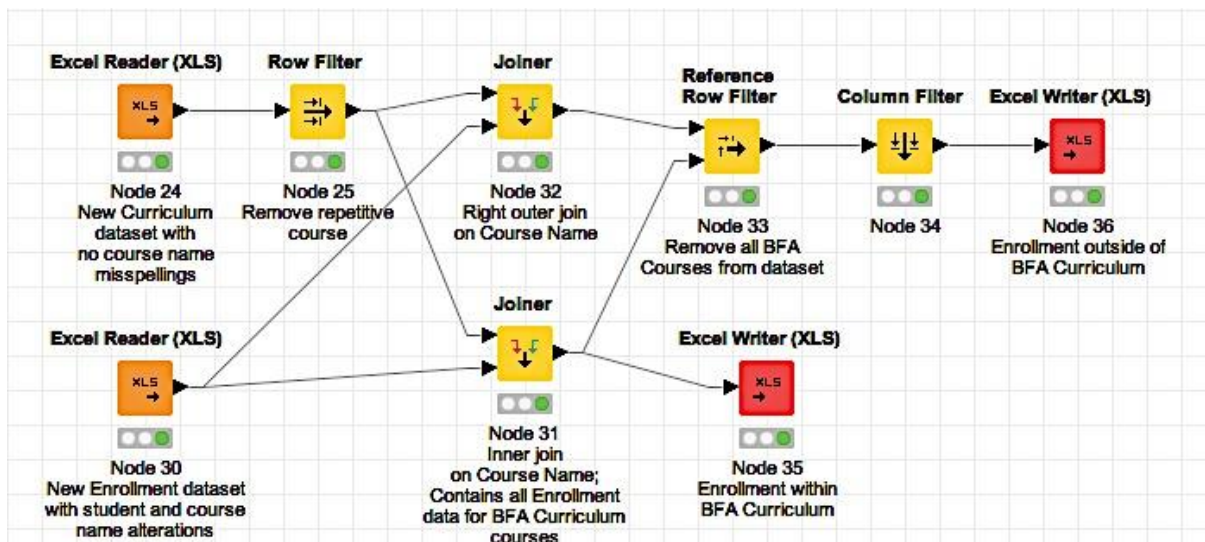 Excel Reader (XLS)
XLS
Node 24
New Curriculum
dataset with
no course name
misspellings
Row Filter
Node 25
Remove repetitive
course
Joiner
Node 32
Right outer join
on Course Name
Reference
Row Filter
Node 33
Remove all BFA
Courses from dataset
Column Filter
Node 34
Excel Writer (XLS)
XLS
Node 36
Enrollment outside of
BFA Curriculum
Excel Reader (XLS)
XLS
Node 30
New Enrollment dataset
with student and course
name alterations
Joiner
Node 31
Inner join
on Course Name;
Contains all Enrollment
data for BFA Curriculum
courses
Excel Writer (XLS)
XLS
Node 35
Enrollment within
BFA Curriculum